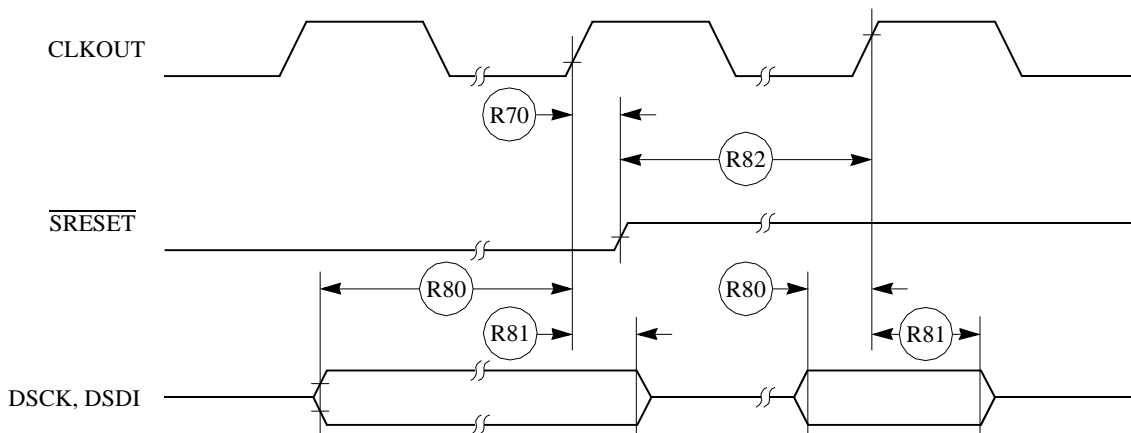 CLKOUT
R70
R82
SRESET
R80
R80
R81
R81
DSCK, DSDI